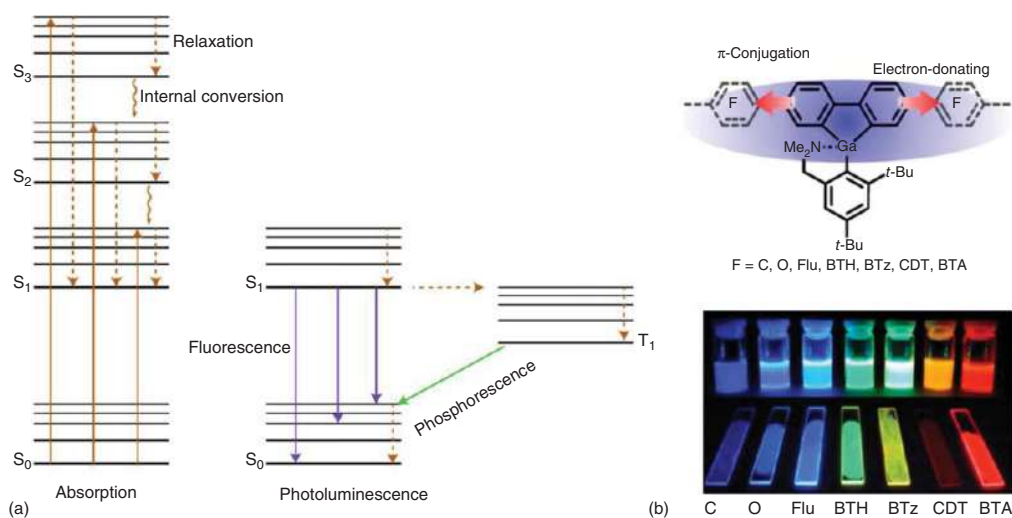 Relaxation
S3
Internal conversion
S2
S1
S0
Absorption
(a)
S1
Fluorescence
T1
Phosphorescence
S0
Photoluminescence
π-Conjugation
Electron-donating
F
F
Me2N
Ga
t-Bu
t-Bu
F = C, O, Flu, BTH, BTz, CDT, BTA
(b)
C O Flu BTH BTz CDT BTA